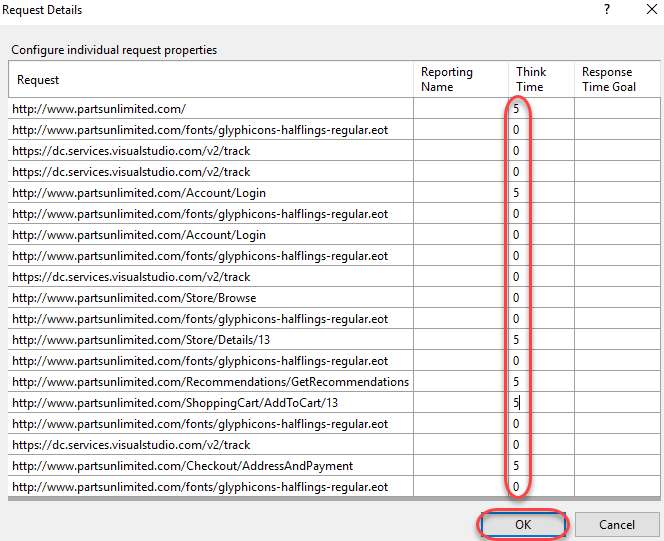 Request Details ? ×
Configure individual request properties
Request Reporting Name Think Time Response Time Goal
http://www.partsunlimited.com/ 5
http://www.partsunlimited.com/fonts/glyphicons-halflings-regular.eot 0
https://dc.services.visualstudio.com/v2/track 0
https://dc.services.visualstudio.com/v2/track 0
http://www.partsunlimited.com/Account/Login 5
http://www.partsunlimited.com/fonts/glyphicons-halflings-regular.eot 0
http://www.partsunlimited.com/Account/Login 0
http://www.partsunlimited.com/fonts/glyphicons-halflings-regular.eot 0
https://dc.services.visualstudio.com/v2/track 0
http://www.partsunlimited.com/Store/Browse 0
http://www.partsunlimited.com/fonts/glyphicons-halflings-regular.eot 0
http://www.partsunlimited.com/Store/Details/13 5
http://www.partsunlimited.com/fonts/glyphicons-halflings-regular.eot 0
http://www.partsunlimited.com/Recommendations/GetRecommendations 5
http://www.partsunlimited.com/ShoppingCart/AddToCart/13 5
http://www.partsunlimited.com/fonts/glyphicons-halflings-regular.eot 0
https://dc.services.visualstudio.com/v2/track 0
http://www.partsunlimited.com/Checkout/AddressAndPayment 5
http://www.partsunlimited.com/fonts/glyphicons-halflings-regular.eot 0
OK Cancel